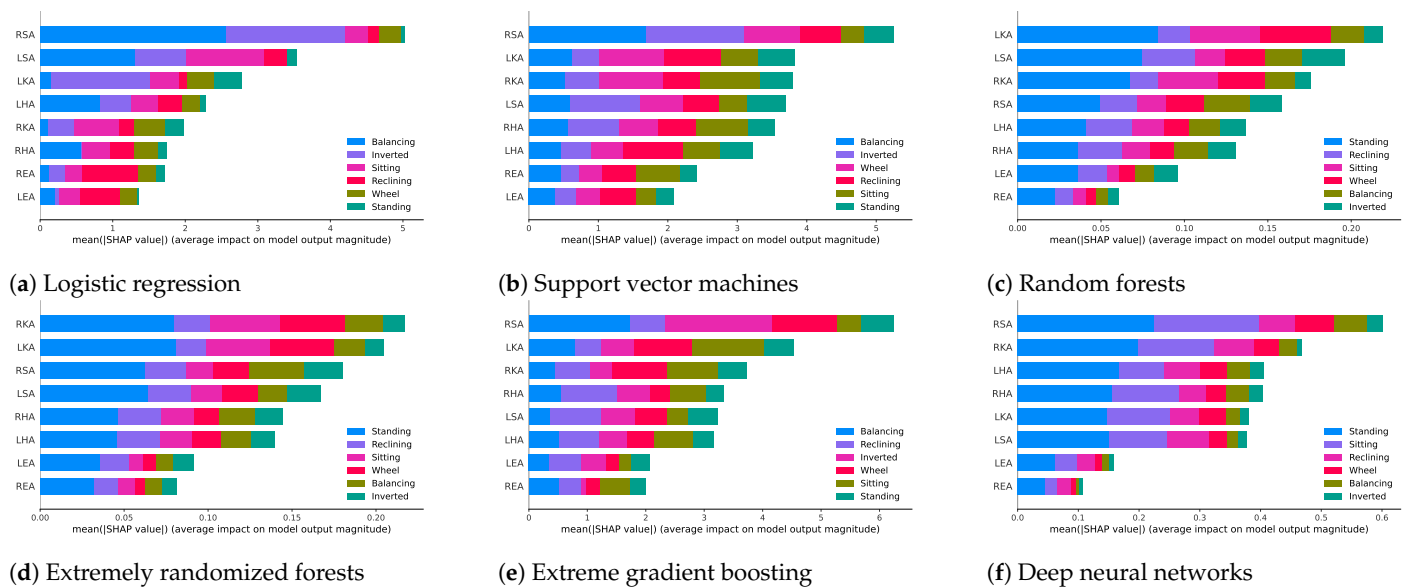 RSA
LSA
LKA
LHA
RKA
RHA
REA
LEA
Balancing
Inverted
Sitting
Reclining
Wheel
Standing
0 1 2 3 4 5
mean(|SHAP value|) (average impact on model output magnitude)
(a) Logistic regression
RSA
LKA
RKA
LSA
RHA
LHA
REA
LEA
Balancing
Inverted
Wheel
Reclining
Sitting
Standing
0 1 2 3 4 5
mean(|SHAP value|) (average impact on model output magnitude)
(b) Support vector machines
LKA
LSA
RKA
RSA
LHA
RHA
LEA
REA
Standing
Reclining
Sitting
Wheel
Balancing
Inverted
0.00 0.05 0.10 0.15 0.20
mean(|SHAP value|) (average impact on model output magnitude)
(c) Random forests
RKA
LKA
RSA
LSA
RHA
LHA
LEA
REA
Standing
Reclining
Sitting
Wheel
Balancing
Inverted
0.00 0.05 0.10 0.15 0.20
mean(|SHAP value|) (average impact on model output magnitude)
(d) Extremely randomized forests
RSA
LKA
RKA
RHA
LSA
LHA
LEA
REA
Balancing
Reclining
Inverted
Wheel
Sitting
Standing
0 1 2 3 4 5 6
mean(|SHAP value|) (average impact on model output magnitude)
(e) Extreme gradient boosting
RSA
RKA
LHA
RHA
LKA
LSA
LEA
REA
Standing
Sitting
Reclining
Wheel
Balancing
Inverted
0.0 0.1 0.2 0.3 0.4 0.5 0.6
mean(|SHAP value|) (average impact on model output magnitude)
(f) Deep neural networks